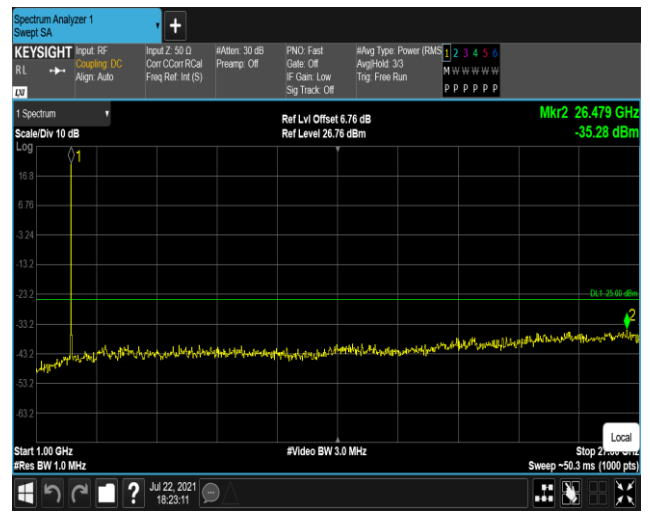 Spectrum Analyzer 1
Swept SA
+
KEYSIGHT
RL
LXI
Input: RF
Coupling: DC
Align: Auto
Input Z: 50 Ω
Corr CCorr RCal
Freq Ref: Int (S)
#Atten: 30 dB
Preamp: Off
PNO: Fast
Gate: Off
IF Gain: Low
Sig Track: Off
#Avg Type: Power (RMS
Avg|Hold: 3/3
Trig: Free Run
1 2 3 4 5 6
M W W W W W
P P P P P P
1 Spectrum
Scale/Div 10 dB
Log
Ref Lvl Offset 6.76 dB
Ref Level 26.76 dBm
Mkr2 26.479 GHz
-35.28 dBm
1
16.8
6.76
-3.24
-13.2
-23.2
DL1 -25.00 dBm
2
-33.2
-43.2
-53.2
-63.2
Local
Start 1.00 GHz
#Res BW 1.0 MHz
#Video BW 3.0 MHz
Stop 27.00 GHz
Sweep ~50.3 ms (1000 pts)
?
Jul 22, 2021
18:23:11